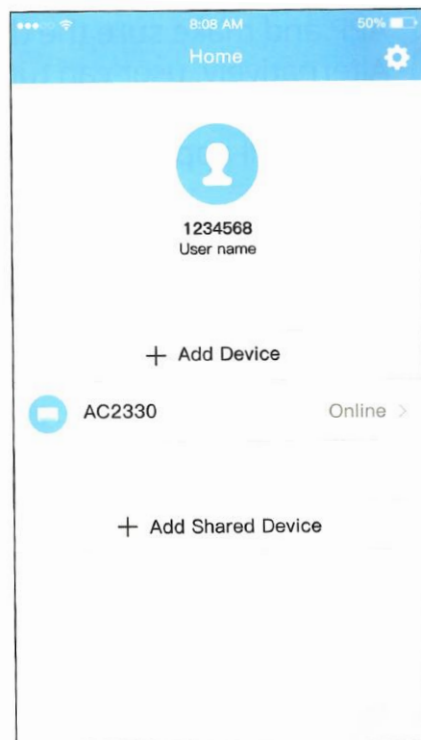 8:08 AM
50%
Home
1234568
User name
+ Add Device
AC2330
Online >
+ Add Shared Device